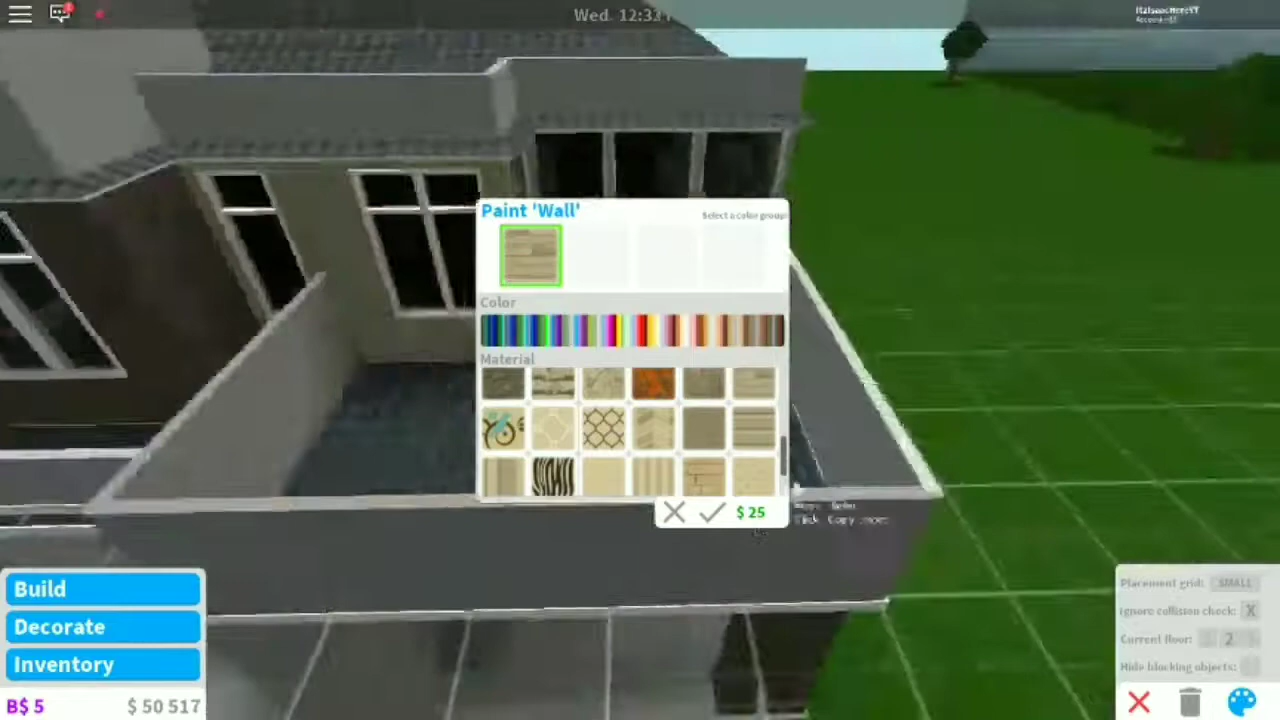 Wed. 12:33
Paint 'Wall'
Select a color group
Color
Material
$ 25
Build
Decorate
Inventory
B$ 5
$ 50 517
Placement grid: SMALL
Ignore collision check: X
Current floor: 2
Hide blocking objects: